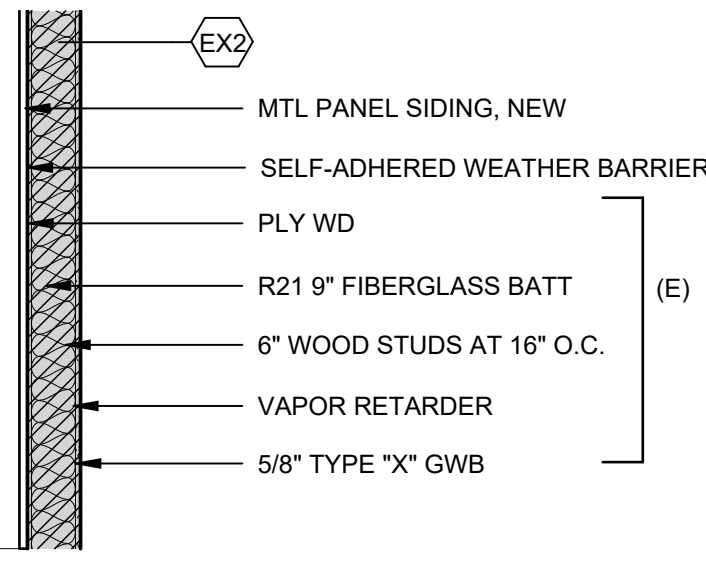 EX2
MTL PANEL SIDING, NEW
SELF-ADHERED WEATHER BARRIER
PLY WD
R21 9" FIBERGLASS BATT
(E)
6" WOOD STUDS AT 16" O.C.
VAPOR RETARDER
5/8" TYPE "X" GWB